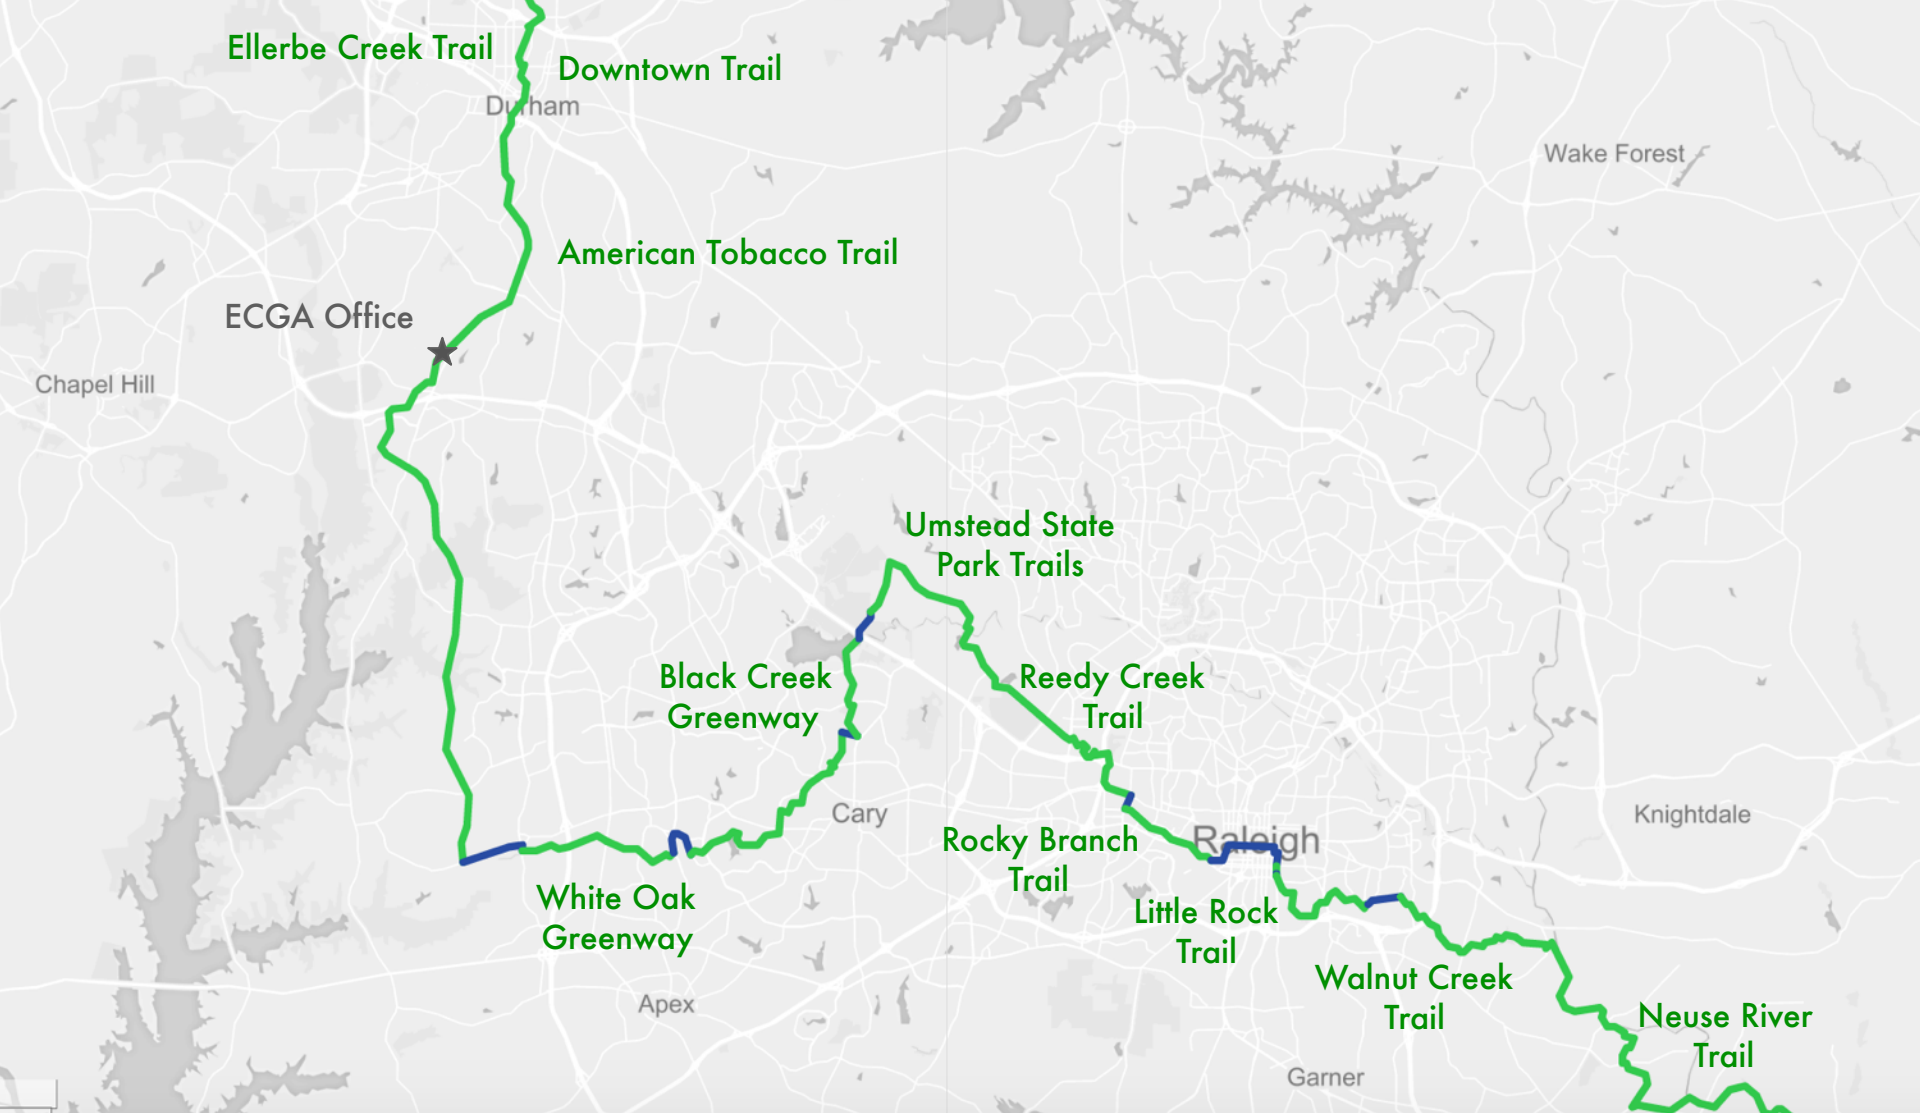 Ellerbe Creek Trail
Downtown Trail
Durham
Wake Forest
American Tobacco Trail
ECGA Office
Chapel Hill
Umstead State
Park Trails
Black Creek
Greenway
Reedy Creek
Trail
Cary
Knightdale
Raleigh
Rocky Branch
Trail
White Oak
Greenway
Little Rock
Trail
Walnut Creek
Trail
Apex
Neuse River
Trail
Garner